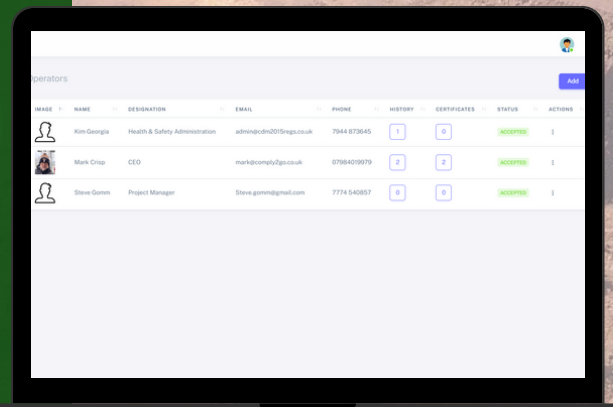 Operators
Add
IMAGE NAME DESIGNATION EMAIL PHONE HISTORY CERTIFICATES STATUS ACTIONS
Kim Georgia Health & Safety Administration admin@cdm2015regs.co.uk 7944 873645 1 0 ACCEPTED
Mark Crisp CEO mark@comply2go.co.uk 07984019979 2 2 ACCEPTED
Steve Gomm Project Manager Steve.gomm@gmail.com 7774 540857 0 0 ACCEPTED